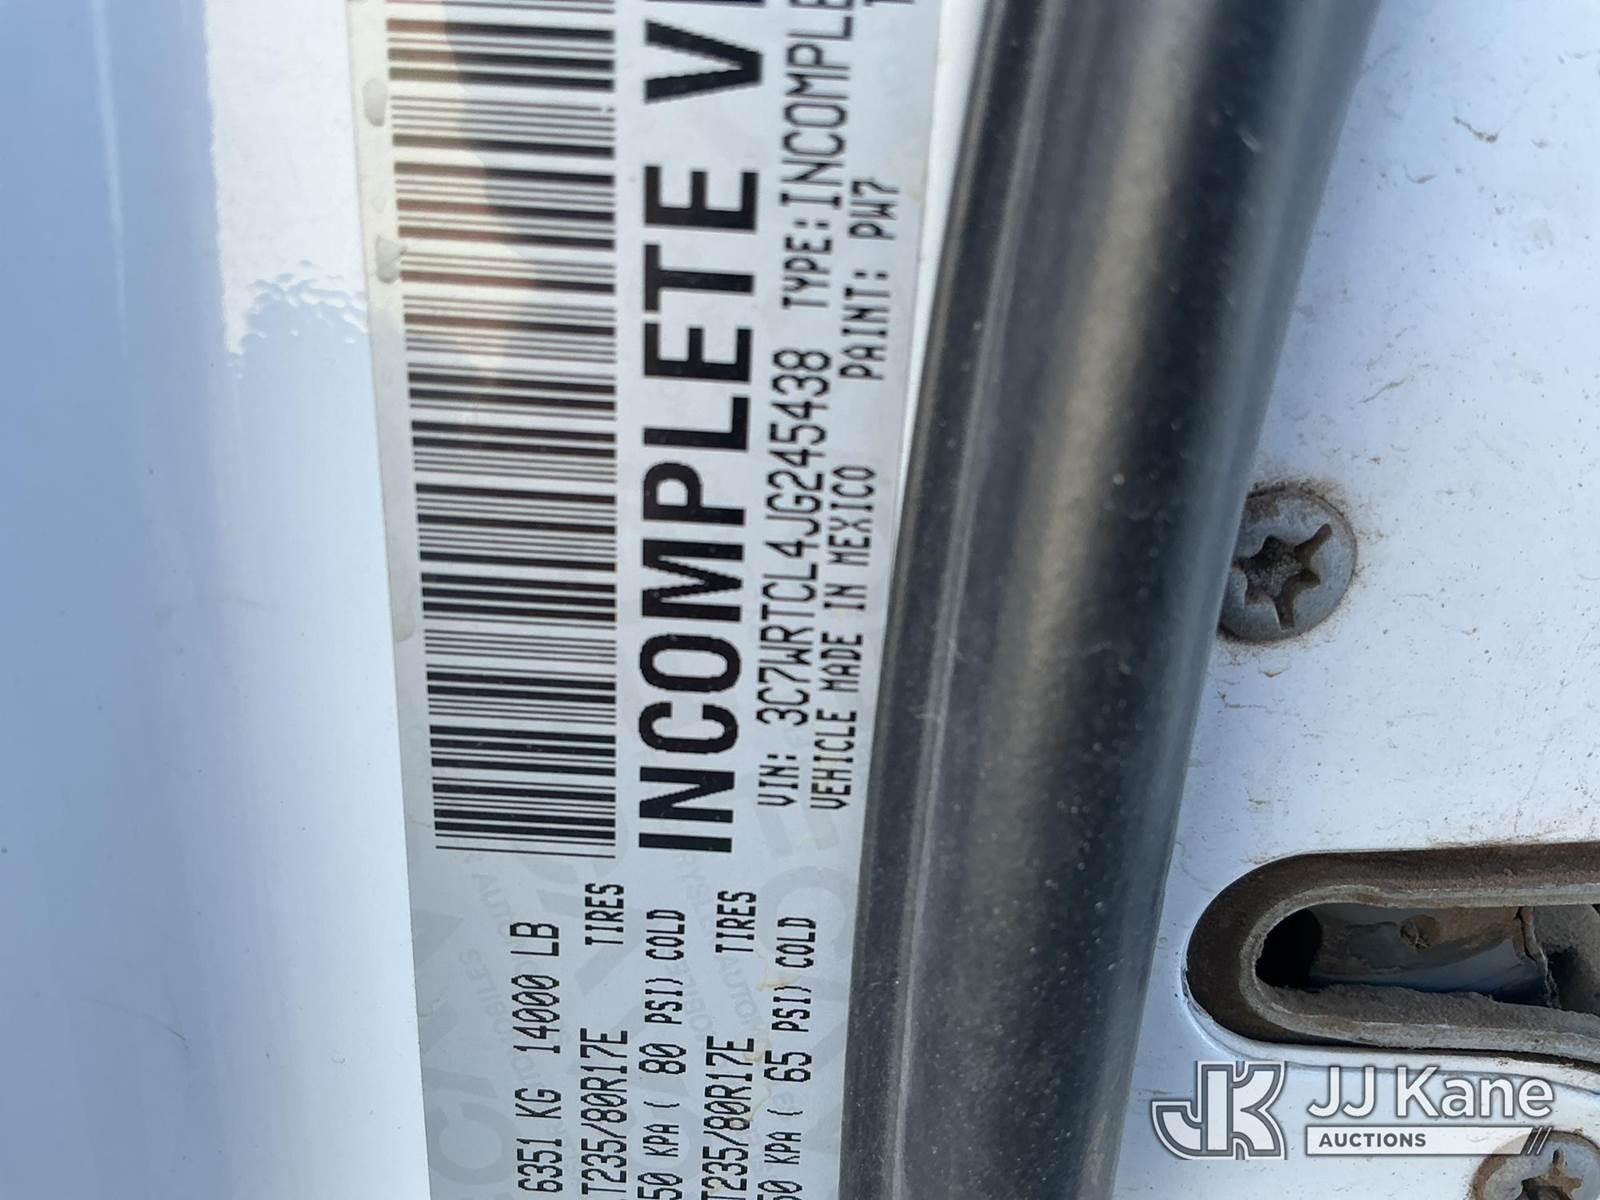 6351 KG 14000 LB
T235/80R17E TIRES
50 KPA ( 80 PSI) COLD
T235/80R17E TIRES
50 KPA ( 65 PSI) COLD
INCOMPLETE
VIN: 3C7WRTCL4JG245438 TYPE: INCOMPLE
VEHICLE MADE IN MEXICO PAINT: PW7
JJ Kane
AUCTIONS